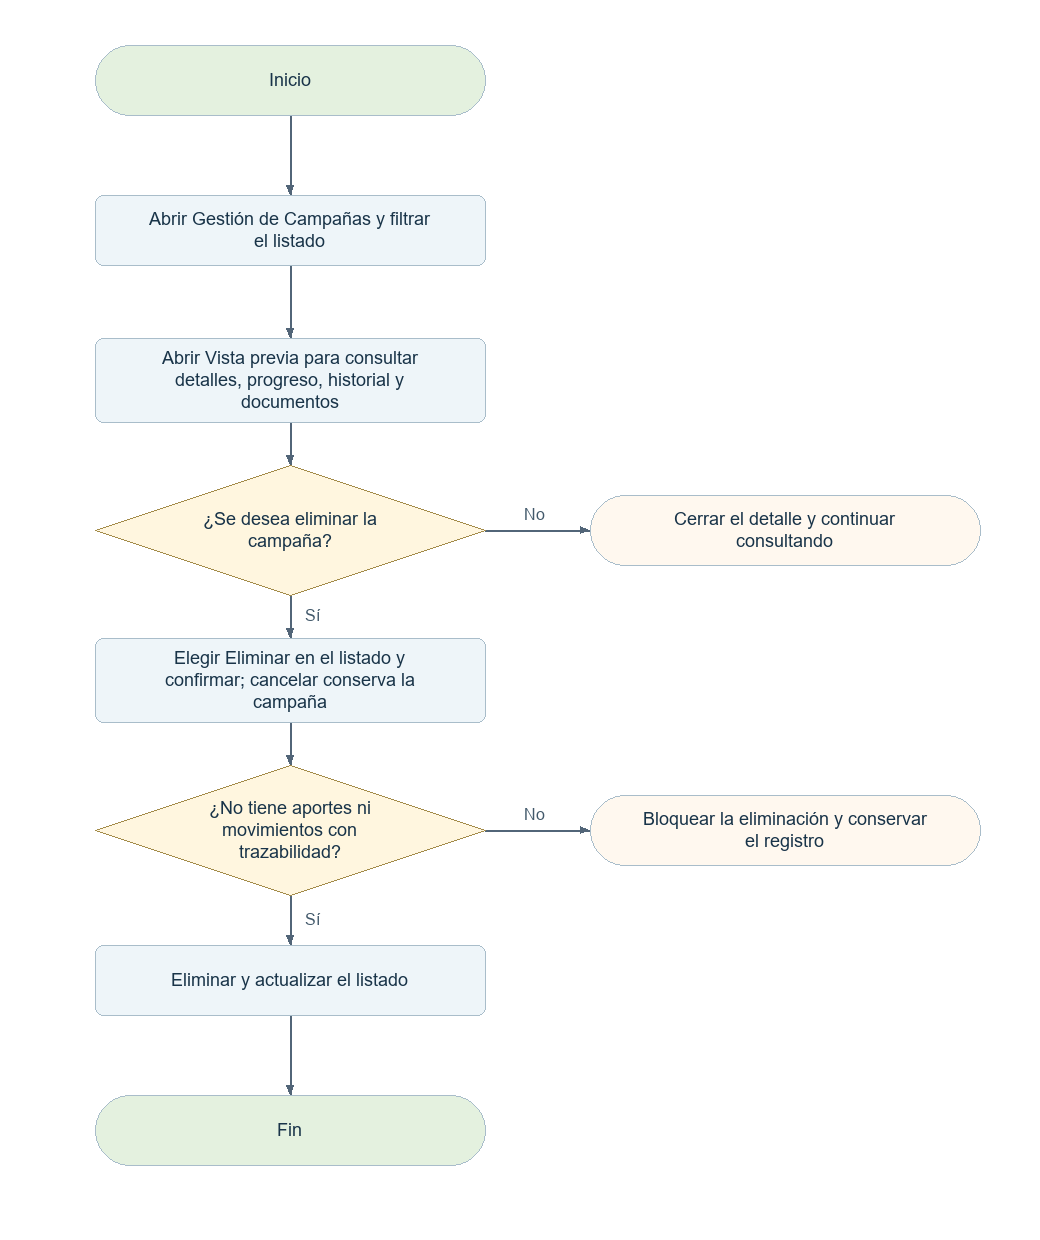 Inicio
Abrir Gestión de Campañas y filtrar
el listado
Abrir Vista previa para consultar
detalles, progreso, historial y
documentos
¿Se desea eliminar la
campaña?
No
Cerrar el detalle y continuar
consultando
Sí
Elegir Eliminar en el listado y
confirmar; cancelar conserva la
campaña
¿No tiene aportes ni
movimientos con
trazabilidad?
No
Bloquear la eliminación y conservar
el registro
Sí
Eliminar y actualizar el listado
Fin